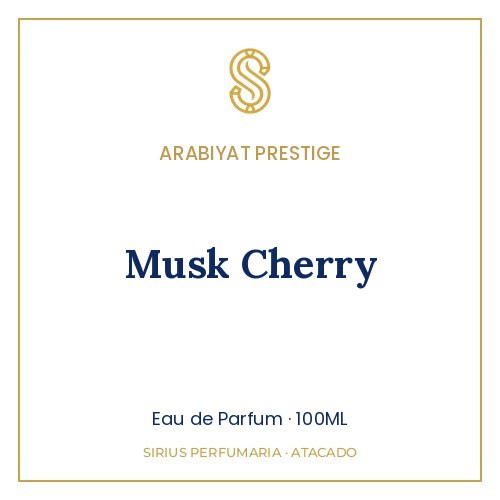 ARABIYAT PRESTIGE
Musk Cherry
Eau de Parfum · 100ML
SIRIUS PERFUMARIA · ATACADO